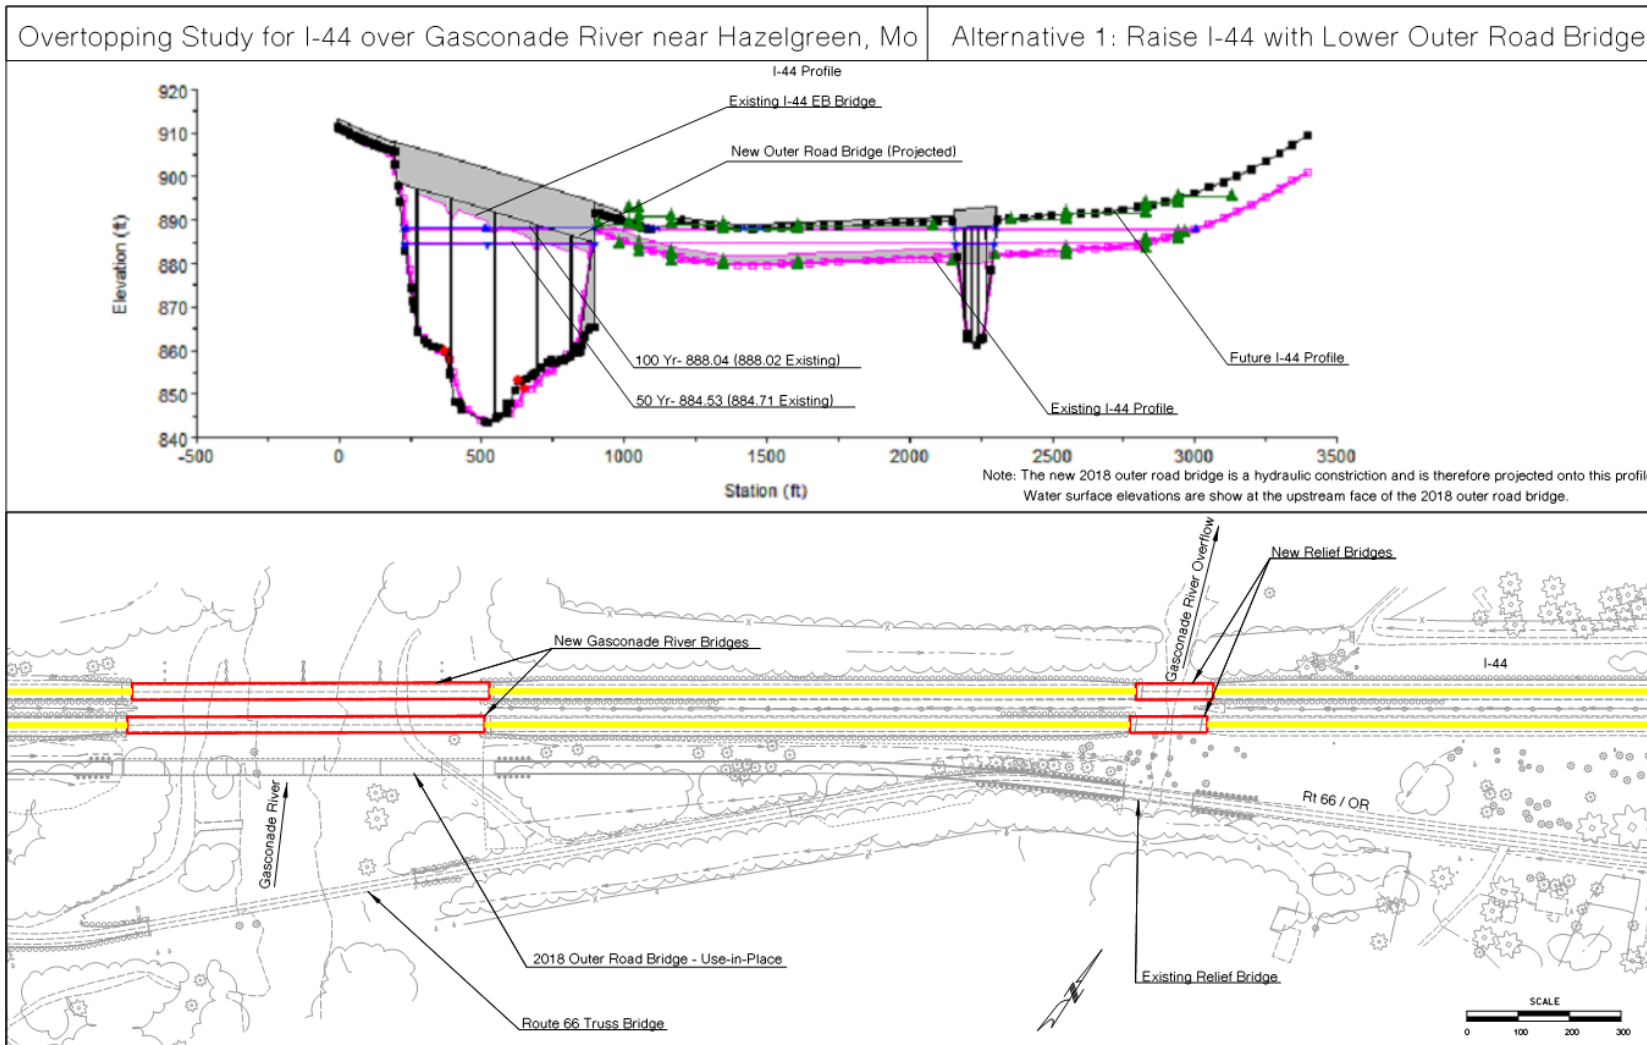 Overtopping Study for I-44 over Gasconade River near Hazelgreen, Mo
Alternative 1: Raise I-44 with Lower Outer Road Bridge
I-44 Profile
Existing I-44 EB Bridge
New Outer Road Bridge (Projected)
920
910
900
890
880
870
860
850
840
Elevation (ft)
100 Yr- 888.04 (888.02 Existing)
50 Yr- 884.53 (884.71 Existing)
Future I-44 Profile
Existing I-44 Profile
-500
0
500
1000
1500
2000
2500
3000
3500
Station (ft)
Note: The new 2018 outer road bridge is a hydraulic constriction and is therefore projected onto this profile
Water surface elevations are show at the upstream face of the 2018 outer road bridge.
New Relief Bridges
Gasconade River Overflow
New Gasconade River Bridges
I-44
Gasconade River
Rt 66 / OR
2018 Outer Road Bridge - Use-in-Place
Existing Relief Bridge
Route 66 Truss Bridge
N
SCALE
0
100
200
300